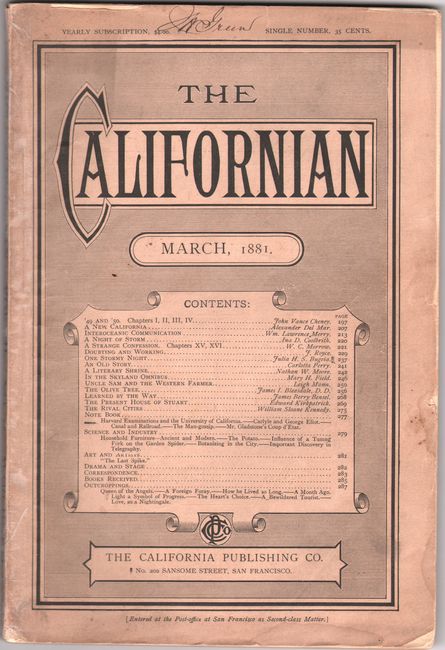 YEARLY SUBSCRIPTION, $4.00. SINGLE NUMBER, 35 CENTS.
THE
CALIFORNIAN
MARCH, 1881.
CONTENTS:
PAGE
'49 AND '50. Chapters I, II, III, IV. John Vance Cheney. 197
A NEW CALIFORNIA Alexander Del Mar. 207
INTEROCEANIC COMMUNICATION Wm. Lawrence Merry. 213
A NIGHT OF STORM Ina D. Coolbrith. 220
A STRANGE CONFESSION. Chapters XV, XVI. W. C. Morrow. 221
DOUBTING AND WORKING J. Royce. 229
ONE STORMY NIGHT Julia H. S. Bugeia. 237
AN OLD STORY Carlotta Perry. 241
A LITERARY SHRINE Nathan W. Moore. 242
IN THE SECOND OMNIBUS Mary H. Field. 246
UNCLE SAM AND THE WESTERN FARMER Leigh Mann. 250
THE OLIVE TREE James I. Bleasdale, D. D. 264
LEARNED BY THE WAY James Berry Bensel. 268
THE PRESENT HOUSE OF STUART Edward Kirkpatrick. 269
THE RIVAL CITIES William Sloane Kennedy. 275
NOTE BOOK 277
Harvard Examinations and the University of California.—Carlyle and George Eliot.—
Canal and Railroad.—The Man-gossip.—Mr. Gladstone's Coup d'Etat.
SCIENCE AND INDUSTRY 279
Household Furniture—Ancient and Modern.—The Potato.—Influence of a Tuning
Fork on the Garden Spider.—Botanizing in the City.—Important Discovery in
Telegraphy.
ART AND ARTISTS. 281
"The Last Spike."
DRAMA AND STAGE 282
CORRESPONDENCE. 283
BOOKS RECEIVED. 285
OUTCROPPINGS. 287
Queen of the Angels.—A Foreign Foray.—How he Lived so Long.—A Month Ago.
Light a Symbol of Progress.—The Heart's Choice.—A Bewildered Tourist.—
Love, as a Nightingale.
THE CALIFORNIA PUBLISHING CO.
No. 202 SANSOME STREET, SAN FRANCISCO.
[Entered at the Post-office at San Francisco as Second-class Matter.]